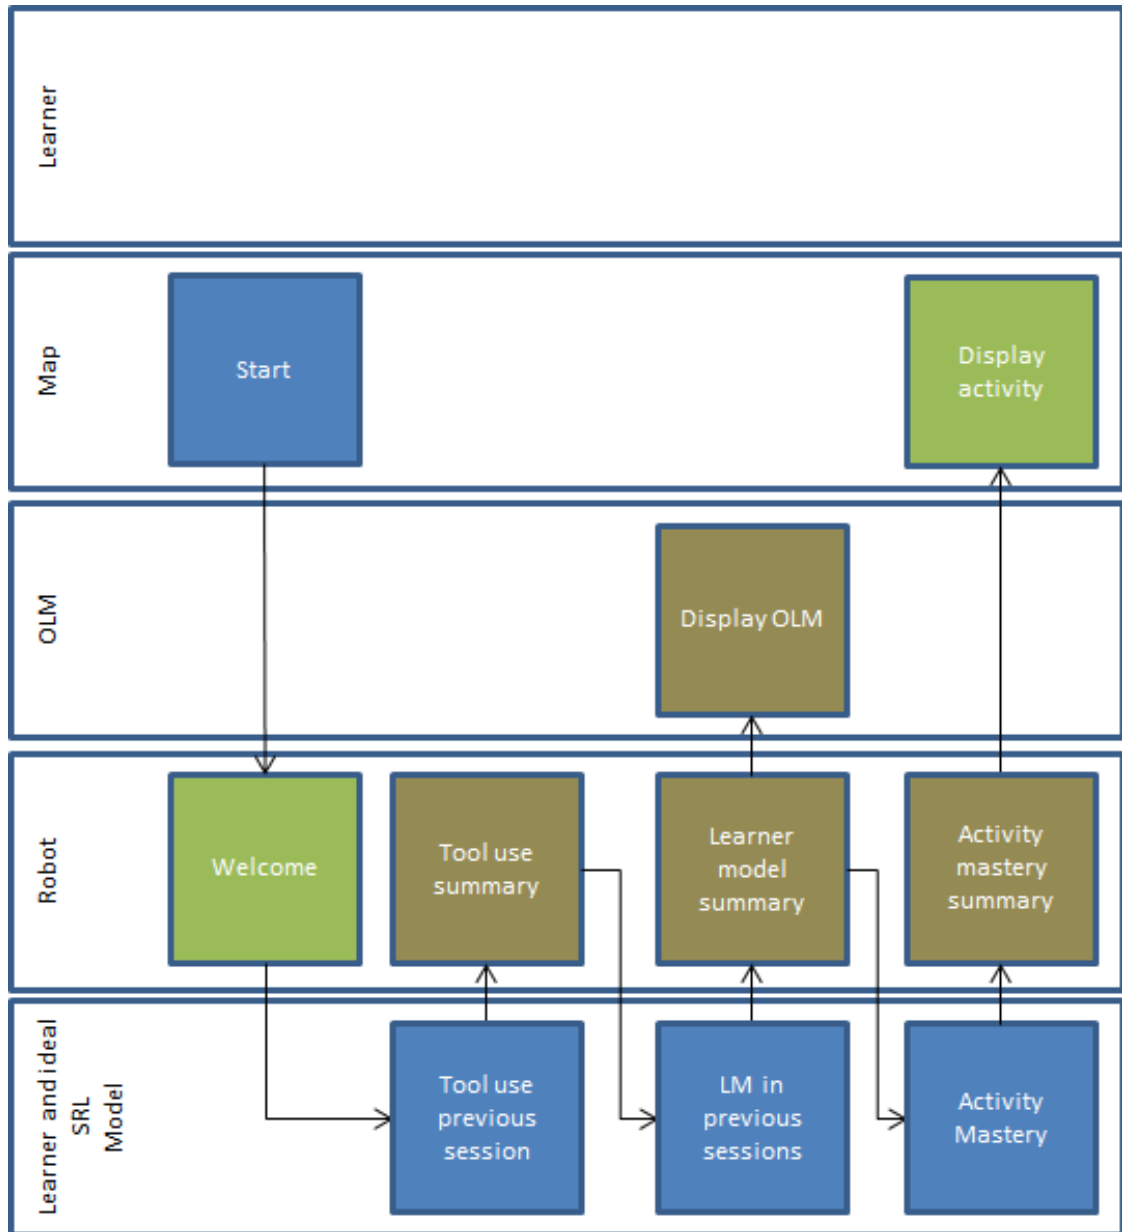 Learner
Map
Start
Display
activity
OLM
Display OLM
Robot
Welcome
Tool use
summary
Learner
model
summary
Activity
mastery
summary
Learner and ideal
SRL
Model
Tool use
previous
session
LM in
previous
sessions
Activity
Mastery